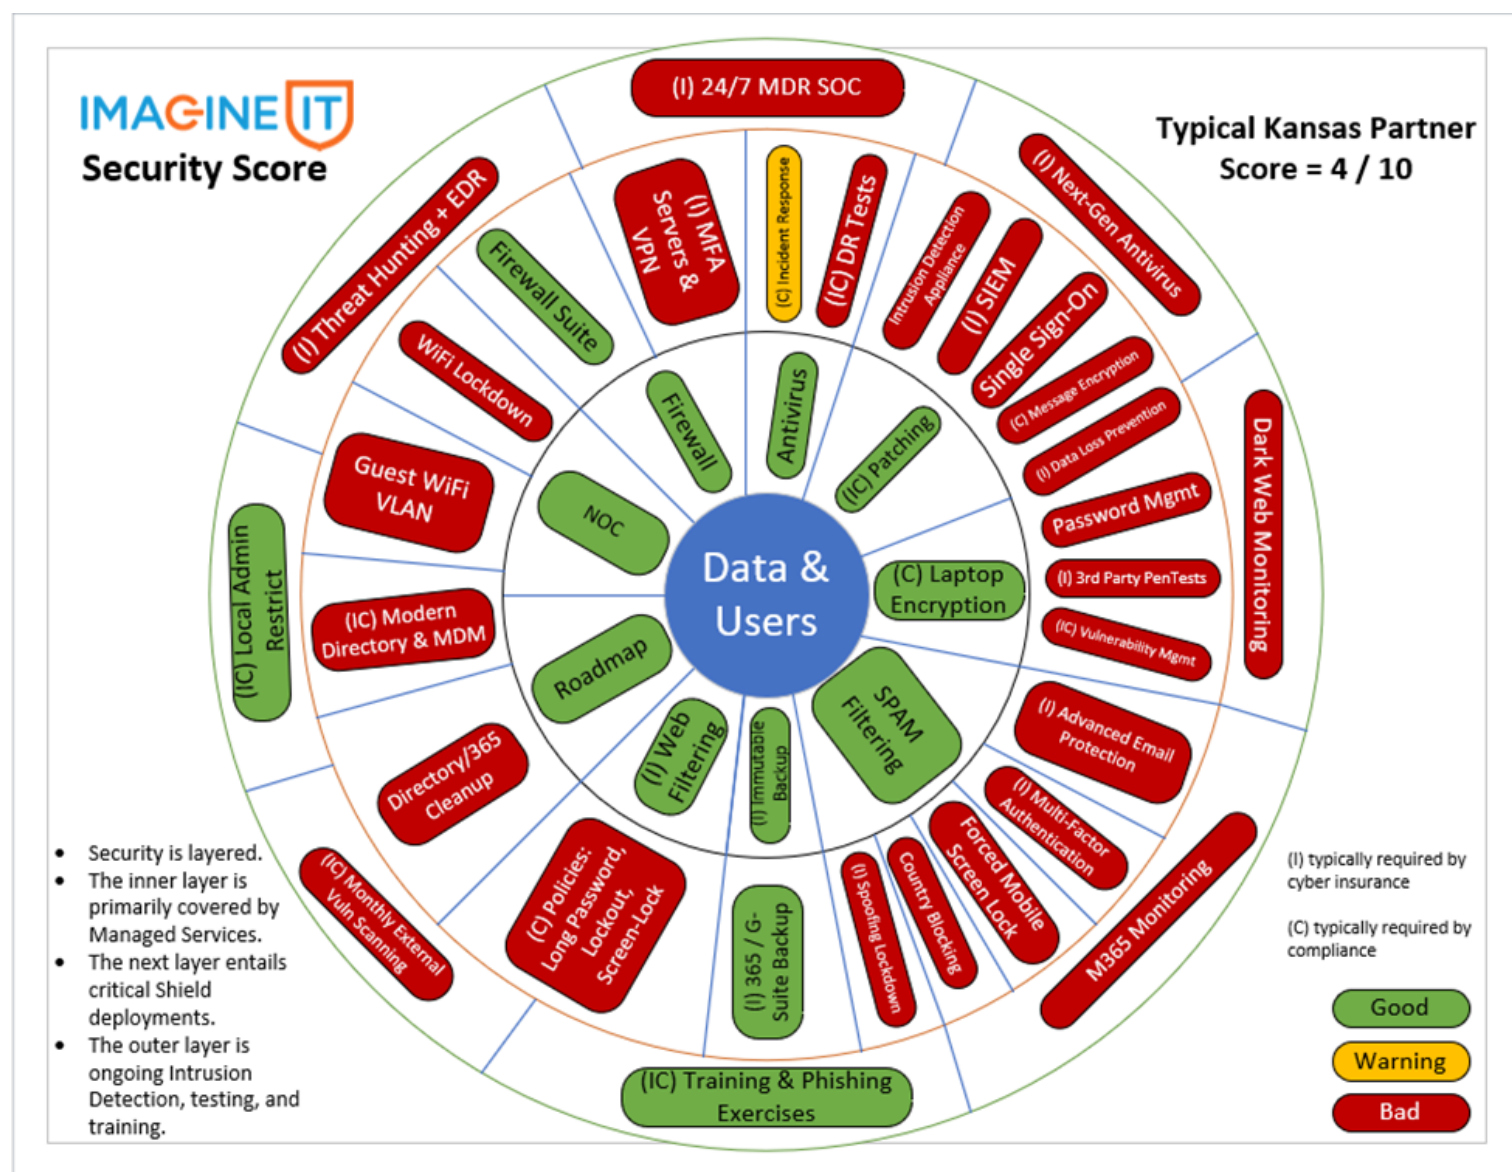 IMAGINE IT
Security Score
Typical Kansas Partner
Score = 4 / 10
(I) 24/7 MDR SOC
(I) Next-Gen Antivirus
Dark Web Monitoring
M365 Monitoring
(IC) Training & Phishing
Exercises
(IC) Monthly External
Vuln Scanning
(IC) Local Admin
Restrict
(I) Threat Hunting + EDR
(I) MFA
Servers &
VPN
(C) Incident Response
(IC) DR Tests
Intrusion Detection
Appliance
(I) SIEM
Single Sign-On
(C) Message Encryption
(I) Data Loss Prevention
Password Mgmt
(I) 3rd Party PenTests
(IC) Vulnerability Mgmt
(I) Advanced Email
Protection
(I) Multi-Factor
Authentication
Forced Mobile
Screen Lock
Country Blocking
(I) Spoofing Lockdown
(I) 365 / G-
Suite Backup
(C) Policies:
Long Password,
Lockout,
Screen-Lock
Directory/365
Cleanup
(IC) Modern
Directory & MDM
Guest WiFi
VLAN
WiFi Lockdown
Firewall Suite
Firewall
Antivirus
(IC) Patching
(C) Laptop
Encryption
SPAM
Filtering
(I) Immutable
Backup
(I) Web
Filtering
Roadmap
NOC
Data &
Users
• Security is layered.
• The inner layer is
primarily covered by
Managed Services.
• The next layer entails
critical Shield
deployments.
• The outer layer is
ongoing Intrusion
Detection, testing, and
training.
(I) typically required by
cyber insurance
(C) typically required by
compliance
Good
Warning
Bad